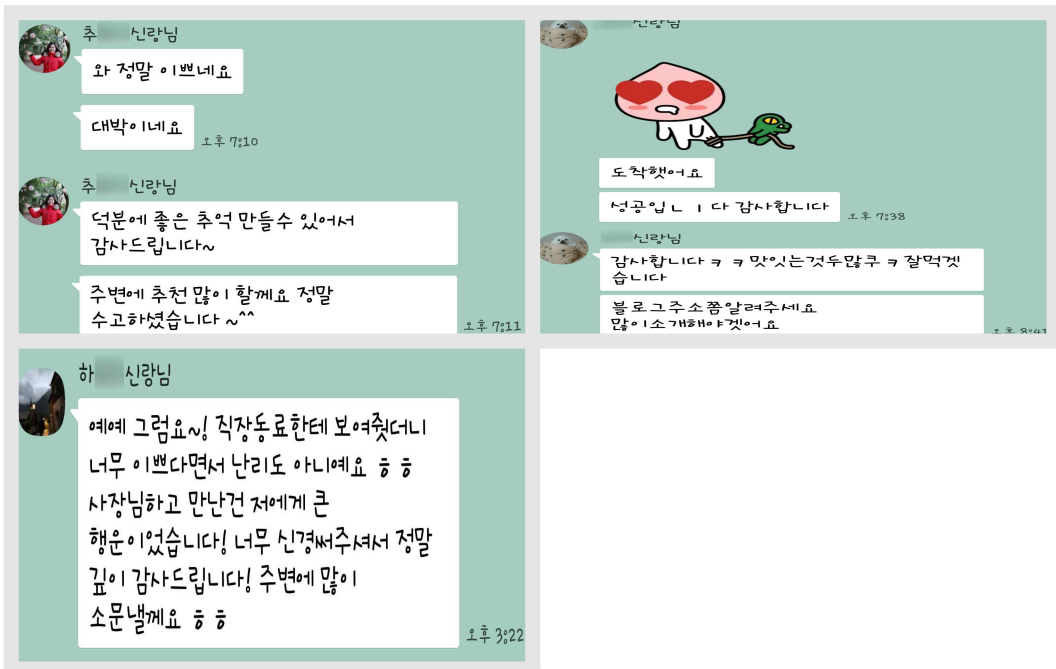 추 신랑님
와 정말 이쁘네요
대박이네요
오후 7:10
추 신랑님
덕분에 좋은 추억 만들수 있어서
감사드립니다~
주변에 추천 많이 할께요 정말
수고하셨습니다 ~^^
오후 7:11
신랑님
도착햇어요
성공입ㄴ ㅣ 다 감사합니다
오후 7:38
신랑님
감사합니다 ㅋ ㅋ 맛잇는것두많쿠 ㅋ 잘먹겟
습니다
블로그주소쫌알려주세요
많이소개해야겟어요
오후 8:41
하 신랑님
예예 그럼요~! 직장동료한테 보여줫더니
너무 이쁘다면서 난리도 아니예요 ㅎㅎ
사장님하고 만난건 저에게 큰
행운이었습니다! 너무 신경써주셔서 정말
깊이 감사드립니다! 주변에 많이
소문낼께요 ㅎㅎ
오후 3:22